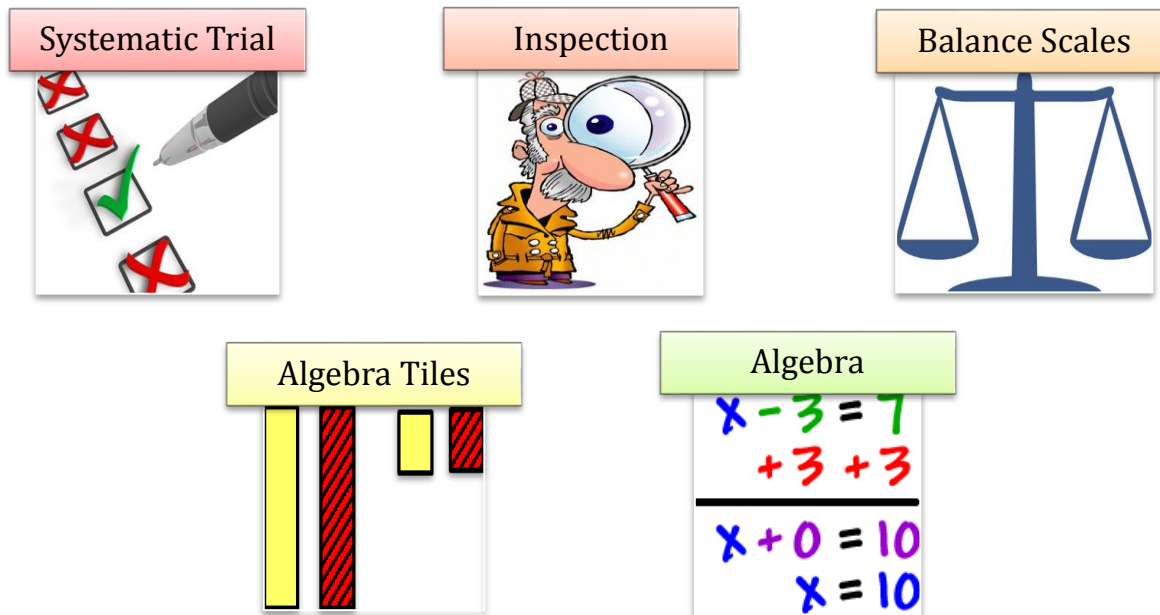 Systematic Trial
Inspection
Balance Scales
Algebra Tiles
Algebra
x - 3 = 7
+3 +3
x + 0 = 10
x = 10